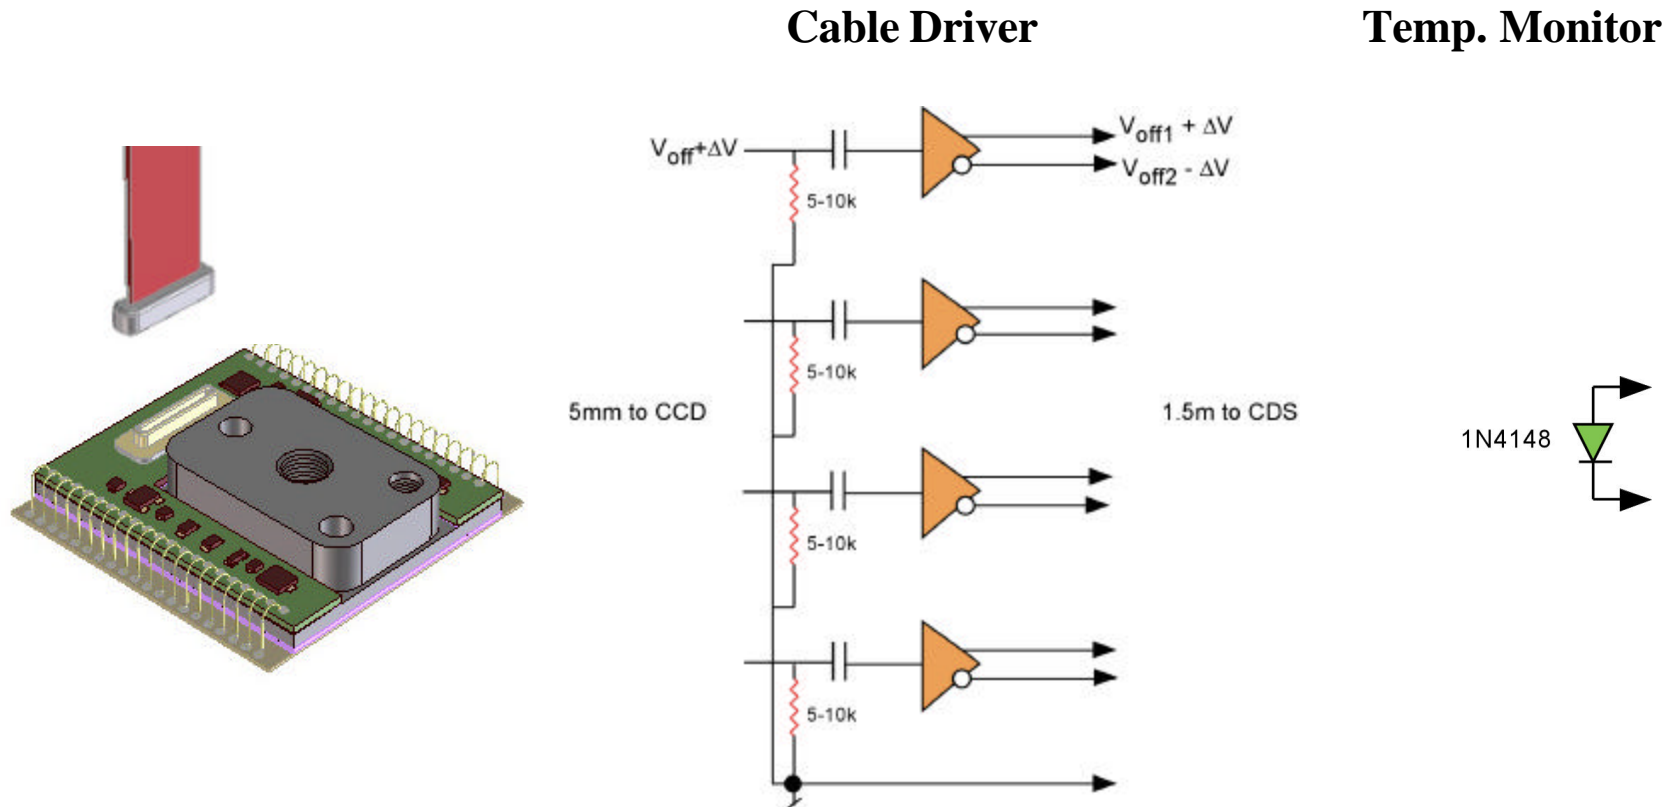 Cable Driver
Temp. Monitor
Voff+ΔV
Voff1 + ΔV
Voff2 - ΔV
5-10k
5-10k
5mm to CCD
1.5m to CDS
1N4148
5-10k
5-10k